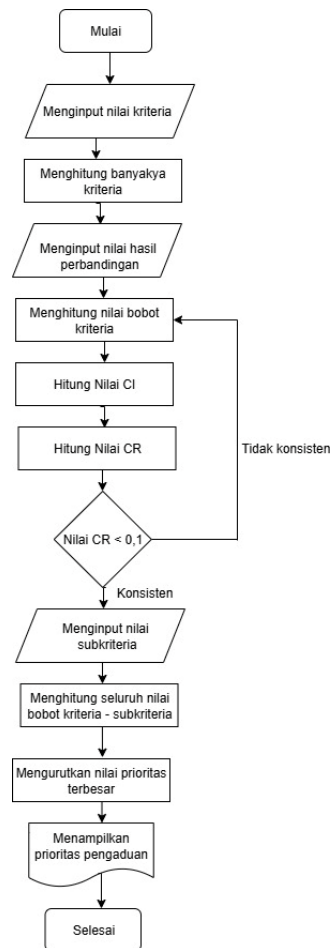 Mulai
Menginput nilai kriteria
Menghitung banyakya
kriteria
Menginput nilai hasil
perbandingan
Menghitung nilai bobot
kriteria
Hitung Nilai CI
Hitung Nilai CR
Tidak konsisten
Nilai CR < 0,1
Konsisten
Menginput nilai
subkriteria
Menghitung seluruh nilai
bobot kriteria - subkriteria
Mengurutkan nilai prioritas
terbesar
Menampilkan
prioritas pengaduan
Selesai